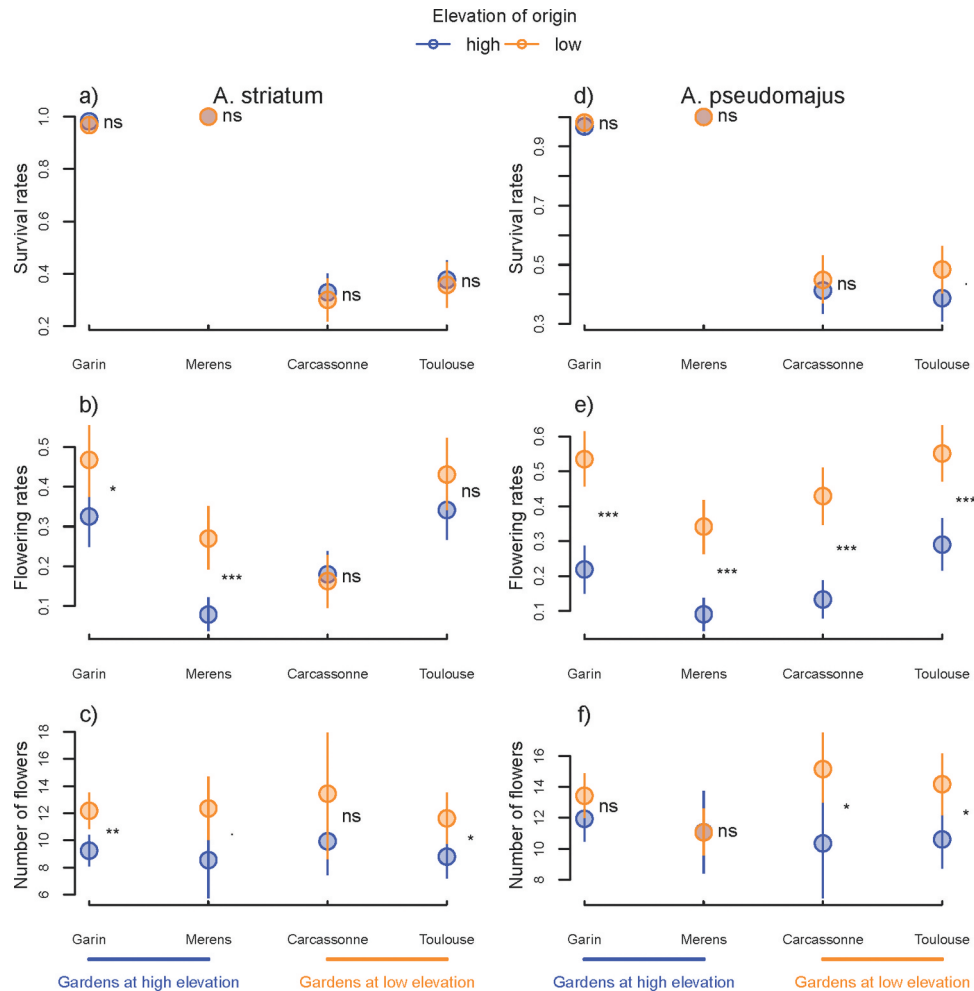 Elevation of origin
high low
a) A. striatum
Survival rates
1.0
0.8
0.6
0.4
0.2
ns
ns
ns
ns
Garin Merens Carcassonne Toulouse
d) A. pseudomajus
Survival rates
0.9
0.7
0.5
0.3
ns
ns
ns
.
Garin Merens Carcassonne Toulouse
b)
Flowering rates
0.5
0.4
0.3
0.2
0.1
*
***
ns
ns
Garin Merens Carcassonne Toulouse
e)
Flowering rates
0.6
0.5
0.4
0.3
0.2
0.1
***
***
***
***
Garin Merens Carcassonne Toulouse
c)
Number of flowers
18
16
14
12
10
8
6
**
.
ns
*
Garin Merens Carcassonne Toulouse
Gardens at high elevation Gardens at low elevation
f)
Number of flowers
16
14
12
10
8
ns
ns
*
*
Garin Merens Carcassonne Toulouse
Gardens at high elevation Gardens at low elevation